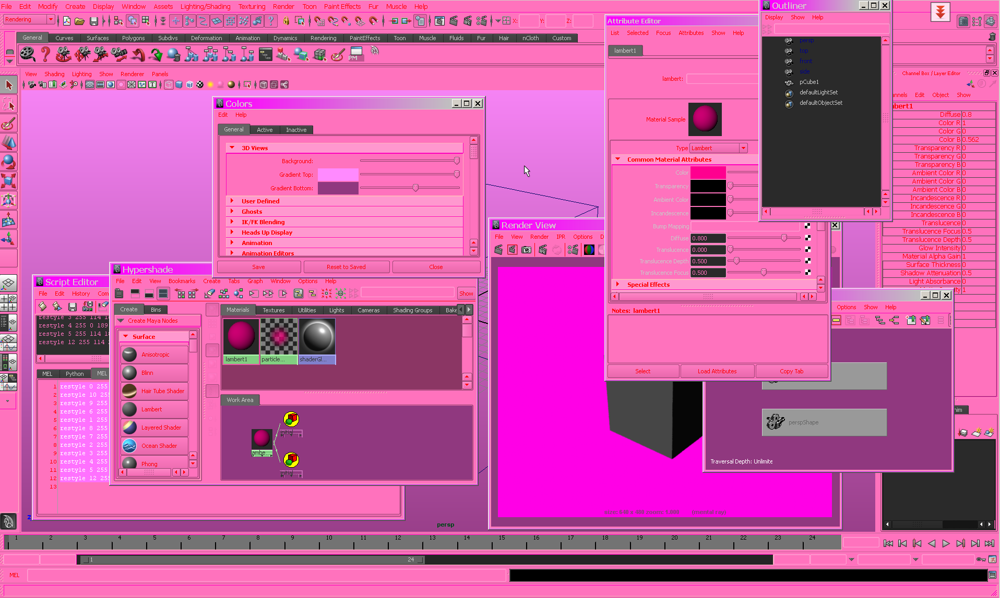 File Edit Modify Create Display Window Assets Lighting/Shading Texturing Render Toon Paint Effects Fur Muscle Help
Rendering
X: Y: Z:
General Curves Surfaces Polygons Subdivs Deformation Animation Dynamics Rendering PaintEffects Toon Muscle Fluids Fur Hair nCloth Custom
PM
View Shading Lighting Show Renderer Panels
Colors
Edit Help
General Active Inactive
3D Views
Background:
Gradient Top:
Gradient Bottom:
User Defined
Ghosts
IK/FK Blending
Heads Up Display
Animation
Animation Editors
Save Reset to Saved Close
Attribute Editor
List Selected Focus Attributes Show Help
lambert1
lambert:
Material Sample
Type Lambert
Common Material Attributes
Color
Transparency
Ambient Color
Incandescence
Bump Mapping
Diffuse 0.800
Translucence 0.000
Translucence Depth 0.500
Translucence Focus 0.500
Special Effects
Notes: lambert1
Select Load Attributes Copy Tab
Outliner
Display Show Help
persp
top
front
side
pCube1
defaultLightSet
defaultObjectSet
Channel Box / Layer Editor
nnels Edit Object Show
bert1
Diffuse 0.8
Color R 1
Color G 0
Color B 0.562
Transparency R 0
Transparency G 0
Transparency B 0
Ambient Color R 0
Ambient Color G 0
Ambient Color B 0
Incandescence R 0
Incandescence G 0
Incandescence B 0
Translucence 0
Translucence Focus 0.5
Translucence Depth 0.5
Glow Intensity 0
Material Alpha Gain 1
Surface Thickness 0
Shadow Attenuation 0.5
Light Absorbance 0
1
Render View
File View Render IPR Options D
IPR
size: 640 x 480 zoom: 1.000 (mental ray)
Options Show Help
perspShape
Traversal Depth: Unlimite
nim
Hypershade
File Edit View Bookmarks Create Tabs Graph Window Options Help
Show
Create Bins
Create Maya Nodes
Surface
Anisotropic
Blinn
Hair Tube Shader
Lambert
Layered Shader
Ocean Shader
Phong
Materials Textures Utilities Lights Cameras Shading Groups Bake
lambert1 particle... shaderGl...
Work Area
initial
ambe...
initial
Script Editor
File Edit History Com
restyle 3 255 114 18
restyle 4 255 0 189
restyle 5 255 114 18
restyle 12 255 114
MEL Python MEL
1 restyle 0 255
2 restyle 10 255
3 restyle 9 255
4 restyle 6 255
5 restyle 1 255
6 restyle 8 255
7 restyle 7 255
8 restyle 2 255
9 restyle 3 255
10 restyle 4 255
11 restyle 5 255
12 restyle 12 255
13
Z
persp
1 2 3 4 5 6 7 8 9 10 11 12 13 14 15 16 17 18 19 20 21 22 23 24
1 24
MEL